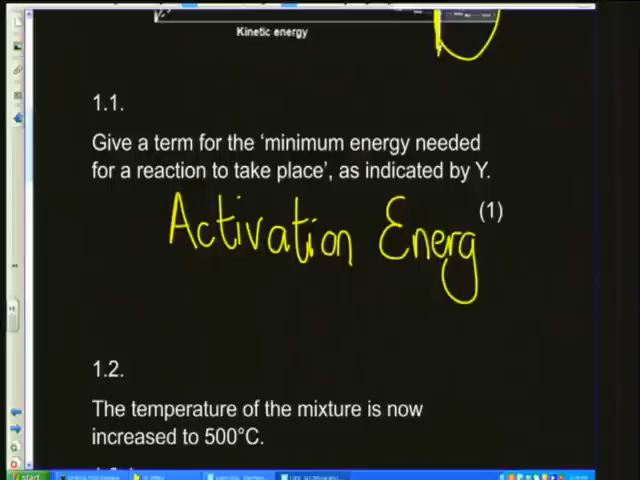 Kinetic energy
1.1.
Give a term for the ‘minimum energy needed
for a reaction to take place’, as indicated by Y.
(1)
Activation Energ
1.2.
The temperature of the mixture is now
increased to 500°C.
start